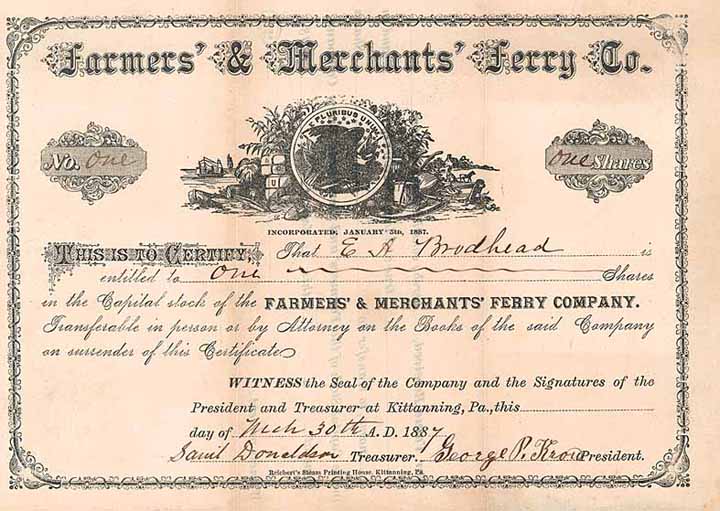 Farmers' & Merchants' Ferry Co.
E PLURIBUS UNUM
No. One
One Shares
INCORPORATED, JANUARY 5th, 1887.
THIS IS TO CERTIFY, That E A Brodhead is
entitled to One Shares
in the Capital stock of the FARMERS' & MERCHANTS' FERRY COMPANY.
Transferable in person or by Attorney on the Books of the said Company
on surrender of this Certificate
WITNESS the Seal of the Company and the Signatures of the
President and Treasurer at Kittanning, Pa., this
day of Mch 30th A. D. 1887
Saml Donaldson Treasurer. George P. President.
Reichert's Steam Printing House, Kittanning, Pa